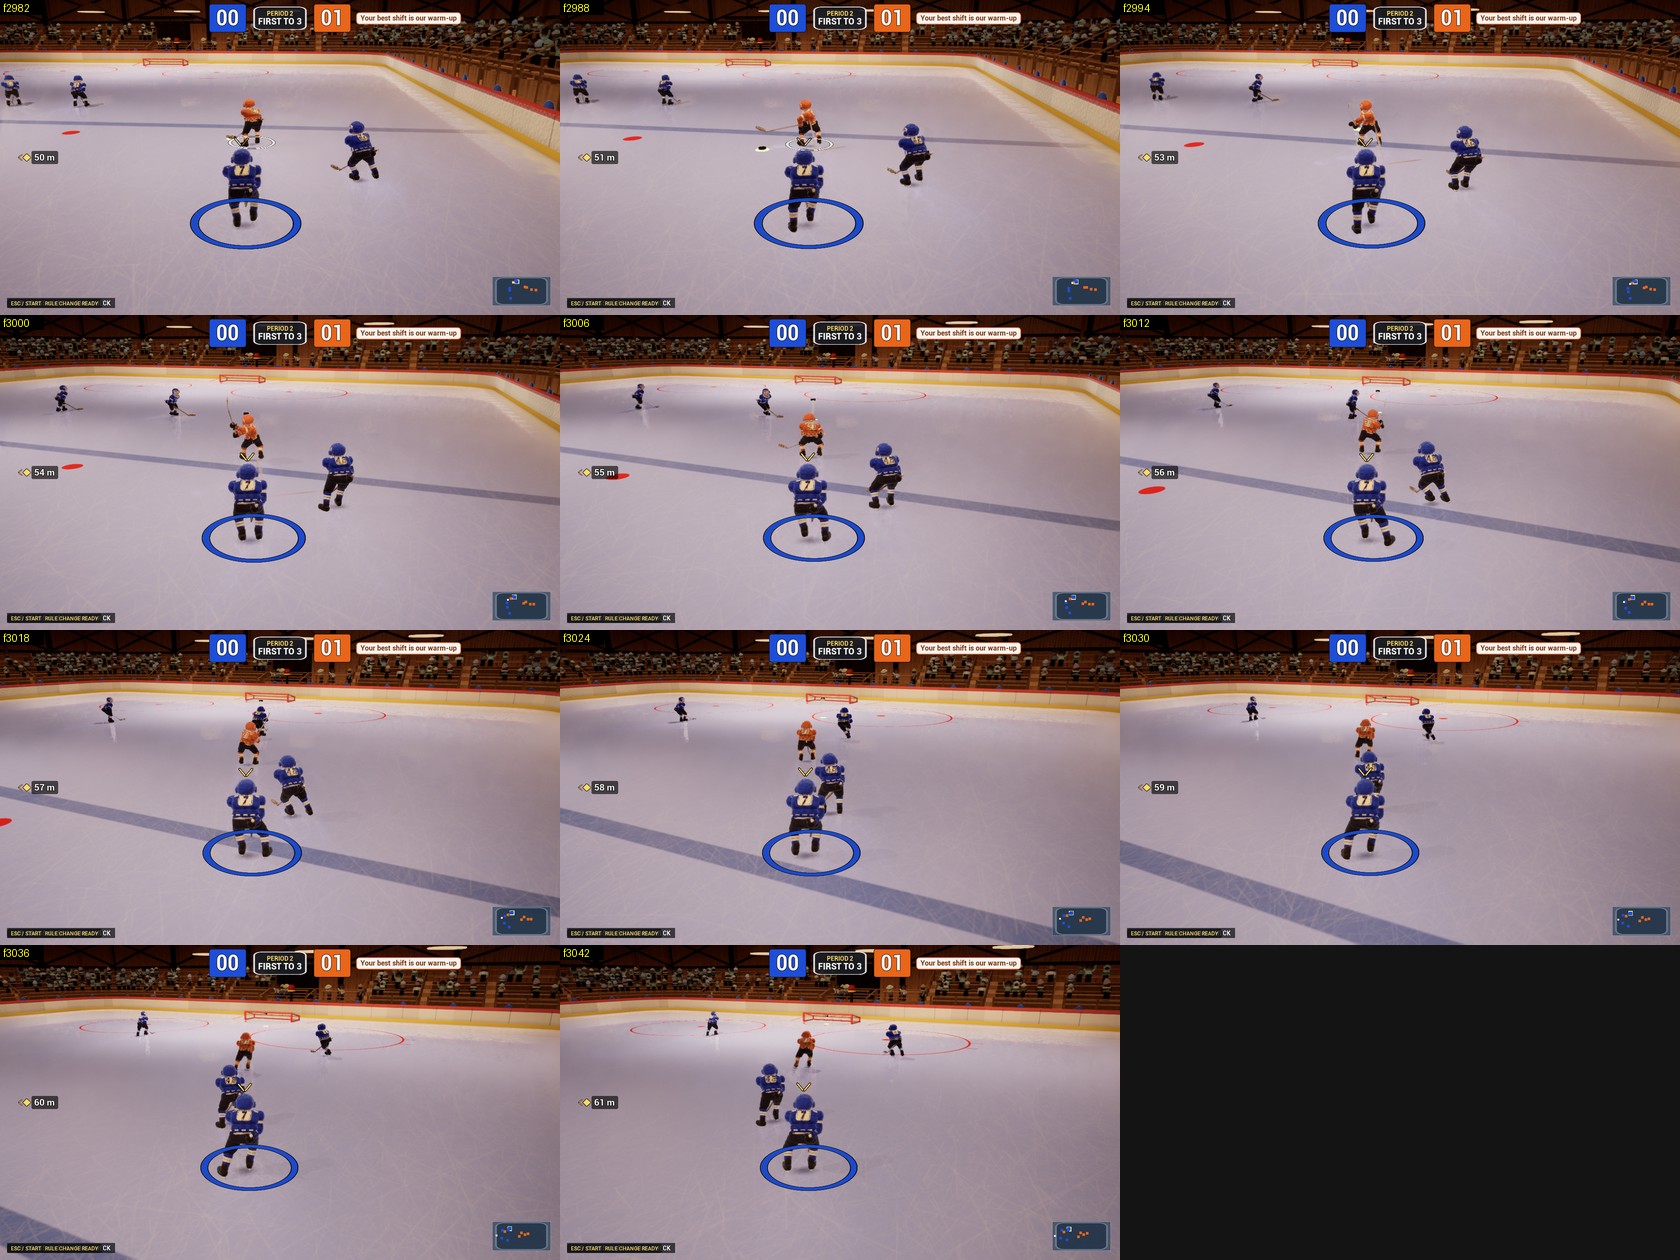 f2982
00
PERIOD 2
FIRST TO 3
01
Your best shift is our warm-up
50 m
7
ESC / START RULE CHANGE READY CK
f2988
00
PERIOD 2
FIRST TO 3
01
Your best shift is our warm-up
51 m
7
ESC / START RULE CHANGE READY CK
f2994
00
PERIOD 2
FIRST TO 3
01
Your best shift is our warm-up
53 m
7
ESC / START RULE CHANGE READY CK
f3000
00
PERIOD 2
FIRST TO 3
01
Your best shift is our warm-up
54 m
7
ESC / START RULE CHANGE READY CK
f3006
00
PERIOD 2
FIRST TO 3
01
Your best shift is our warm-up
55 m
7
ESC / START RULE CHANGE READY CK
f3012
00
PERIOD 2
FIRST TO 3
01
Your best shift is our warm-up
56 m
7
ESC / START RULE CHANGE READY CK
f3018
00
PERIOD 2
FIRST TO 3
01
Your best shift is our warm-up
57 m
7
ESC / START RULE CHANGE READY CK
f3024
00
PERIOD 2
FIRST TO 3
01
Your best shift is our warm-up
58 m
7
ESC / START RULE CHANGE READY CK
f3030
00
PERIOD 2
FIRST TO 3
01
Your best shift is our warm-up
59 m
7
ESC / START RULE CHANGE READY CK
f3036
00
PERIOD 2
FIRST TO 3
01
Your best shift is our warm-up
60 m
7
ESC / START RULE CHANGE READY CK
f3042
00
PERIOD 2
FIRST TO 3
01
Your best shift is our warm-up
61 m
7
ESC / START RULE CHANGE READY CK